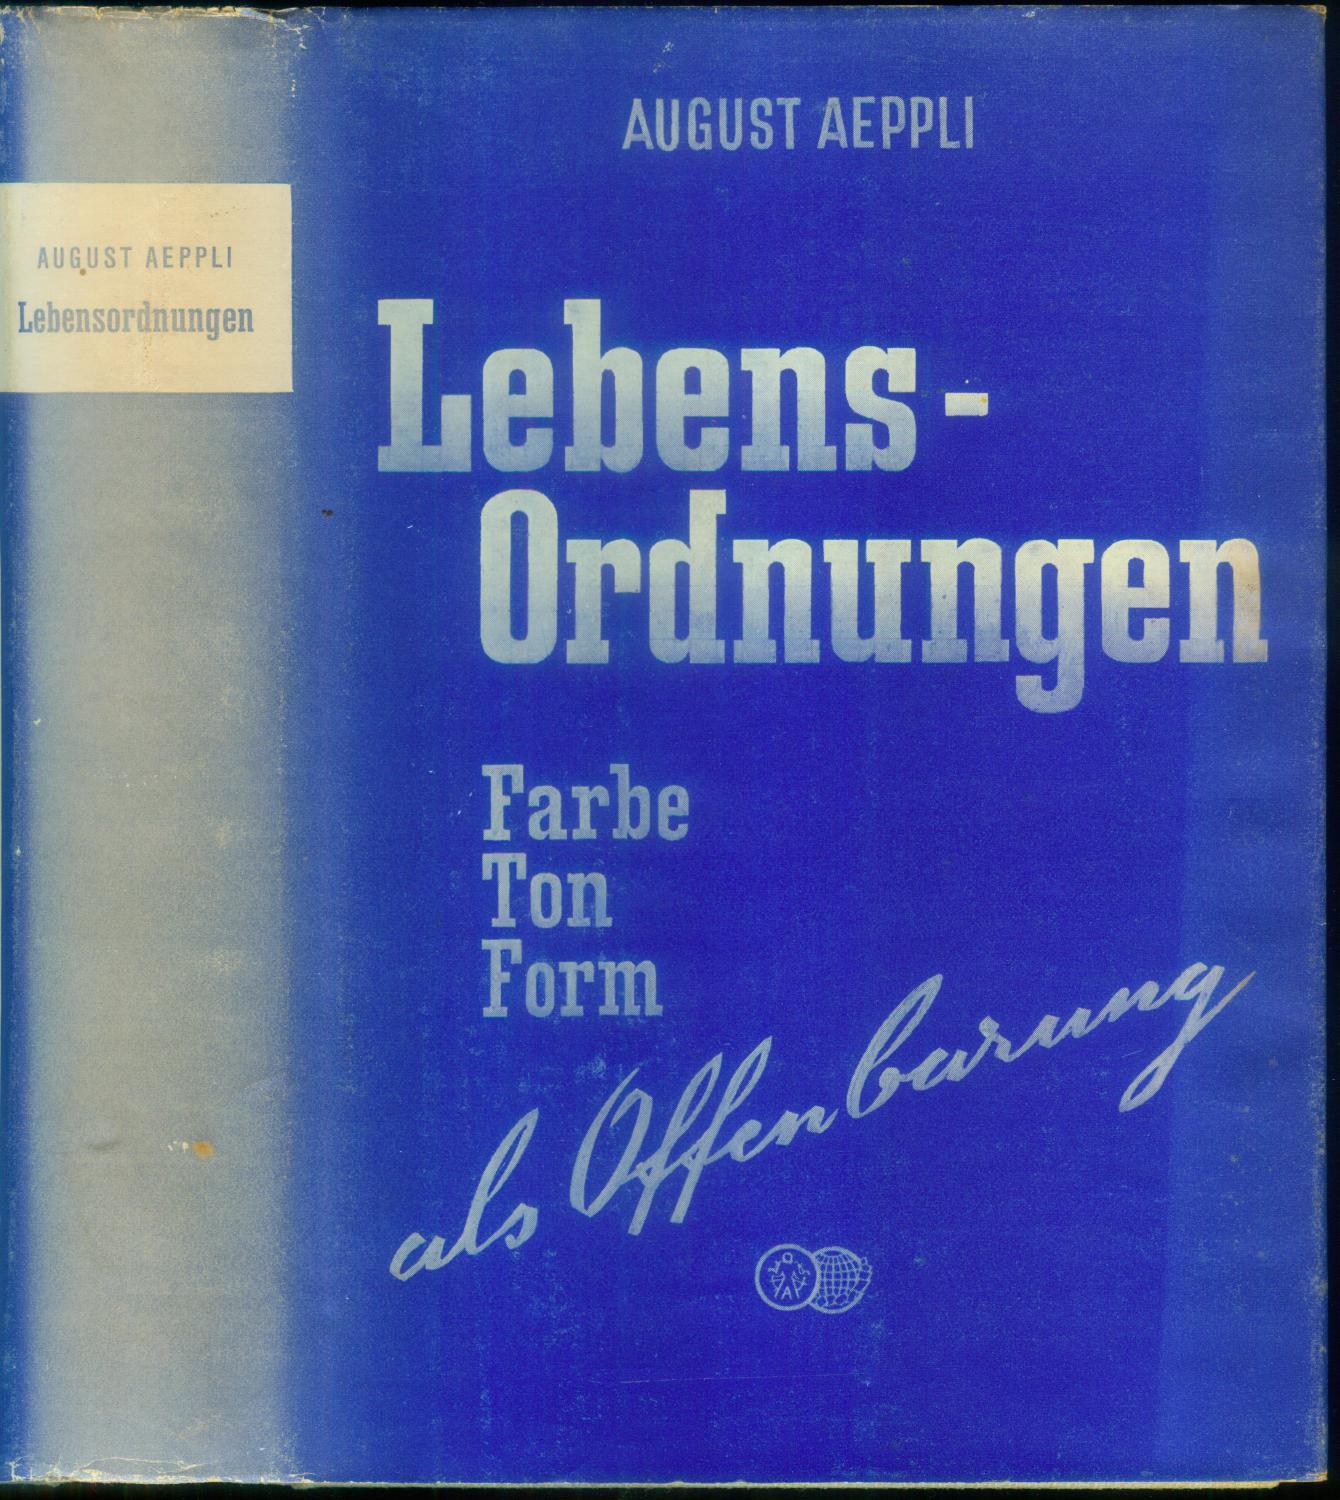 AUGUST AEPPLI
Lebensordnungen
AUGUST AEPPLI
Lebens-
Ordnungen
Farbe
Ton
Form
als Offenbarung